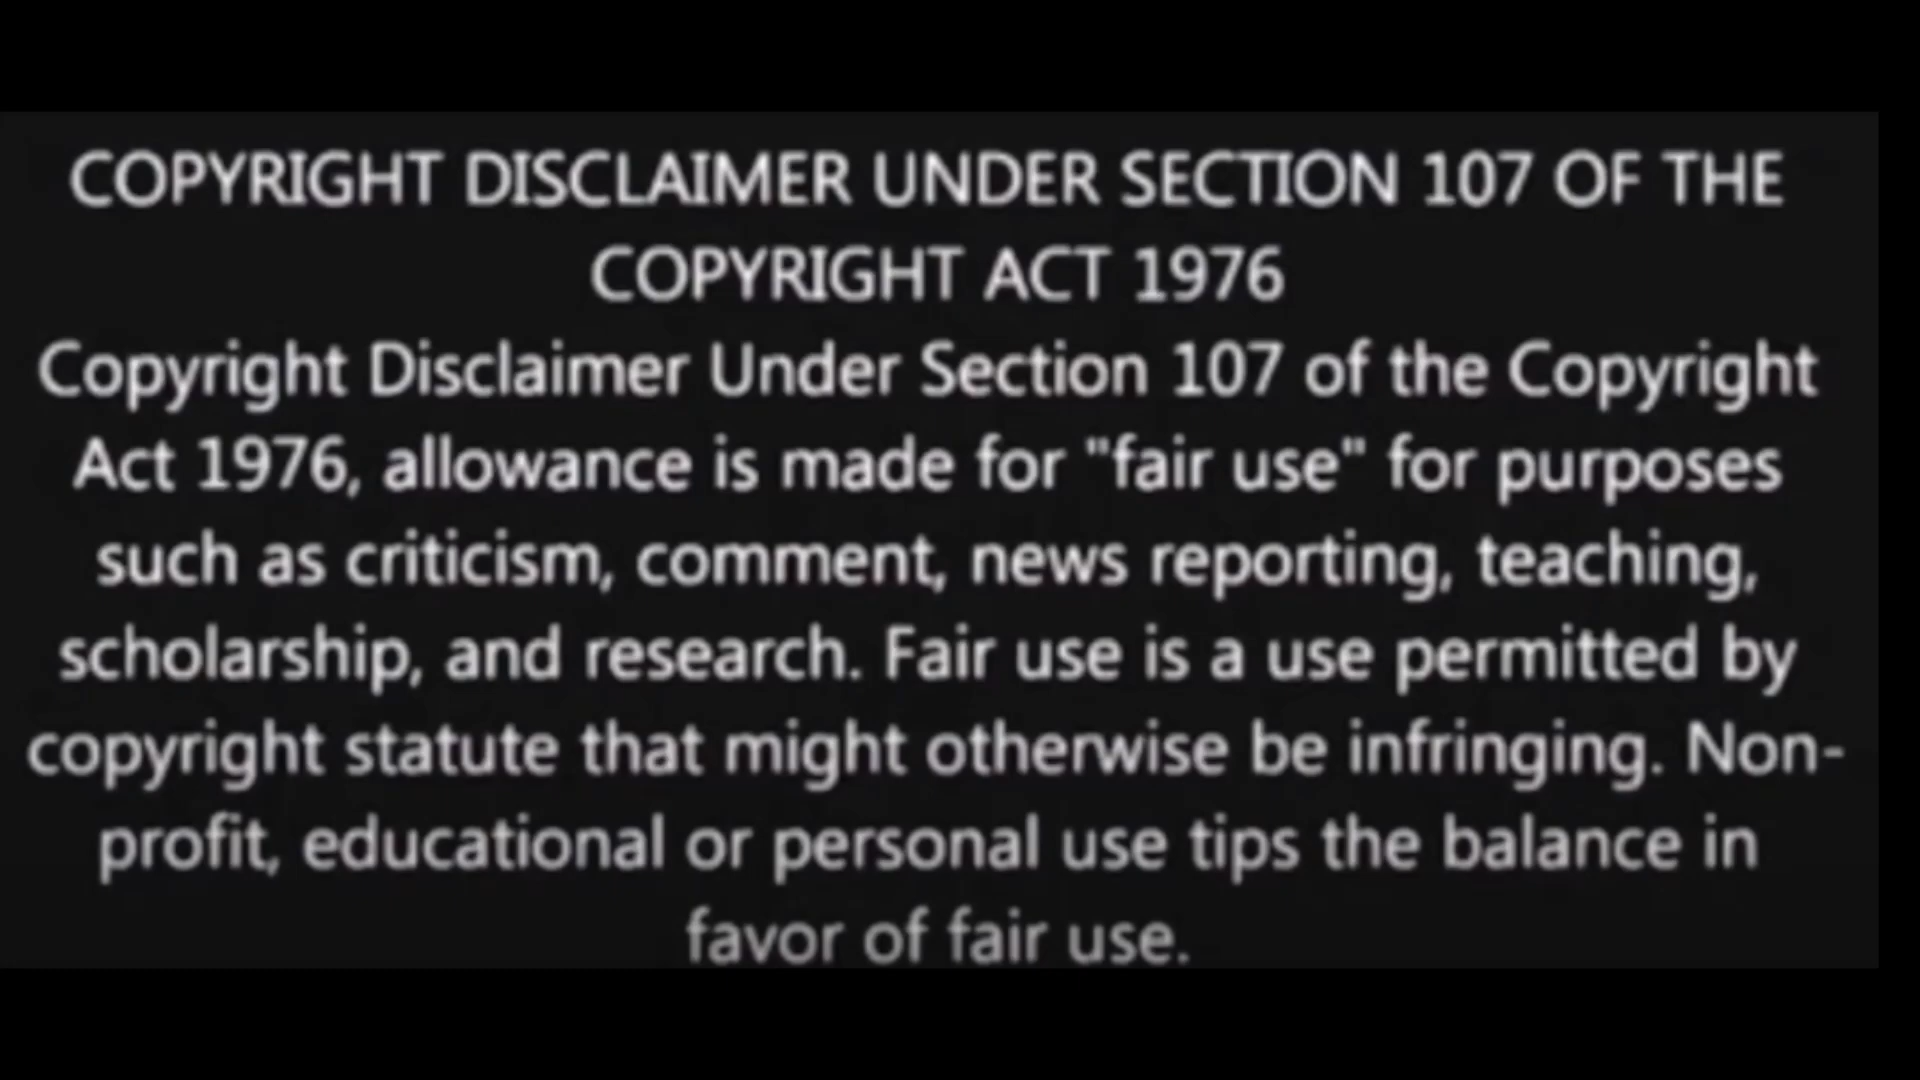 COPYRIGHT DISCLAIMER UNDER SECTION 107 OF THE
COPYRIGHT ACT 1976
Copyright Disclaimer Under Section 107 of the Copyright
Act 1976, allowance is made for "fair use" for purposes
such as criticism, comment, news reporting, teaching,
scholarship, and research. Fair use is a use permitted by
copyright statute that might otherwise be infringing. Non-
profit, educational or personal use tips the balance in
favor of fair use.